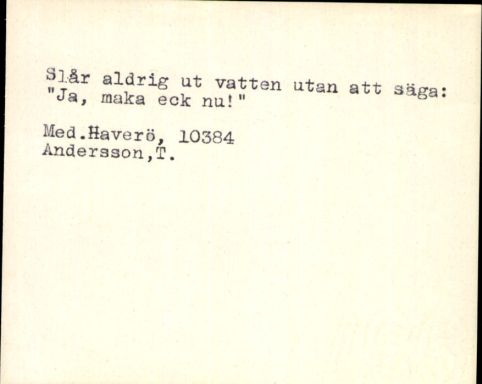 Slår aldrig ut vatten utan att säga:
"Ja, maka eck nu!"
Med.Haverö, 10384
Andersson,T.